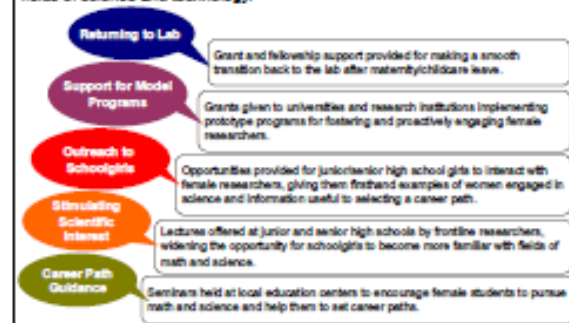 fields of science and technology.
Returning to Lab
Grant and fellowship support provided for making a smooth
transition back to the lab after maternity/childcare leave.
Support for Model
Programs
Grants given to universities and research institutions implementing
prototype programs for fostering and proactively engaging female
researchers.
Outreach to
Schoolgirls
Opportunities provided for junior/senior high school girls to interact with
female researchers, giving them firsthand examples of women engaged in
science and information useful to selecting a career path.
Stimulating
Scientific
Interest
Lectures offered at junior and senior high schools by frontline researchers,
widening the opportunity for schoolgirls to become more familiar with fields of
math and science.
Career Path
Guidance
Seminars held at local education centers to encourage female students to pursue
math and science and help them to set career paths.